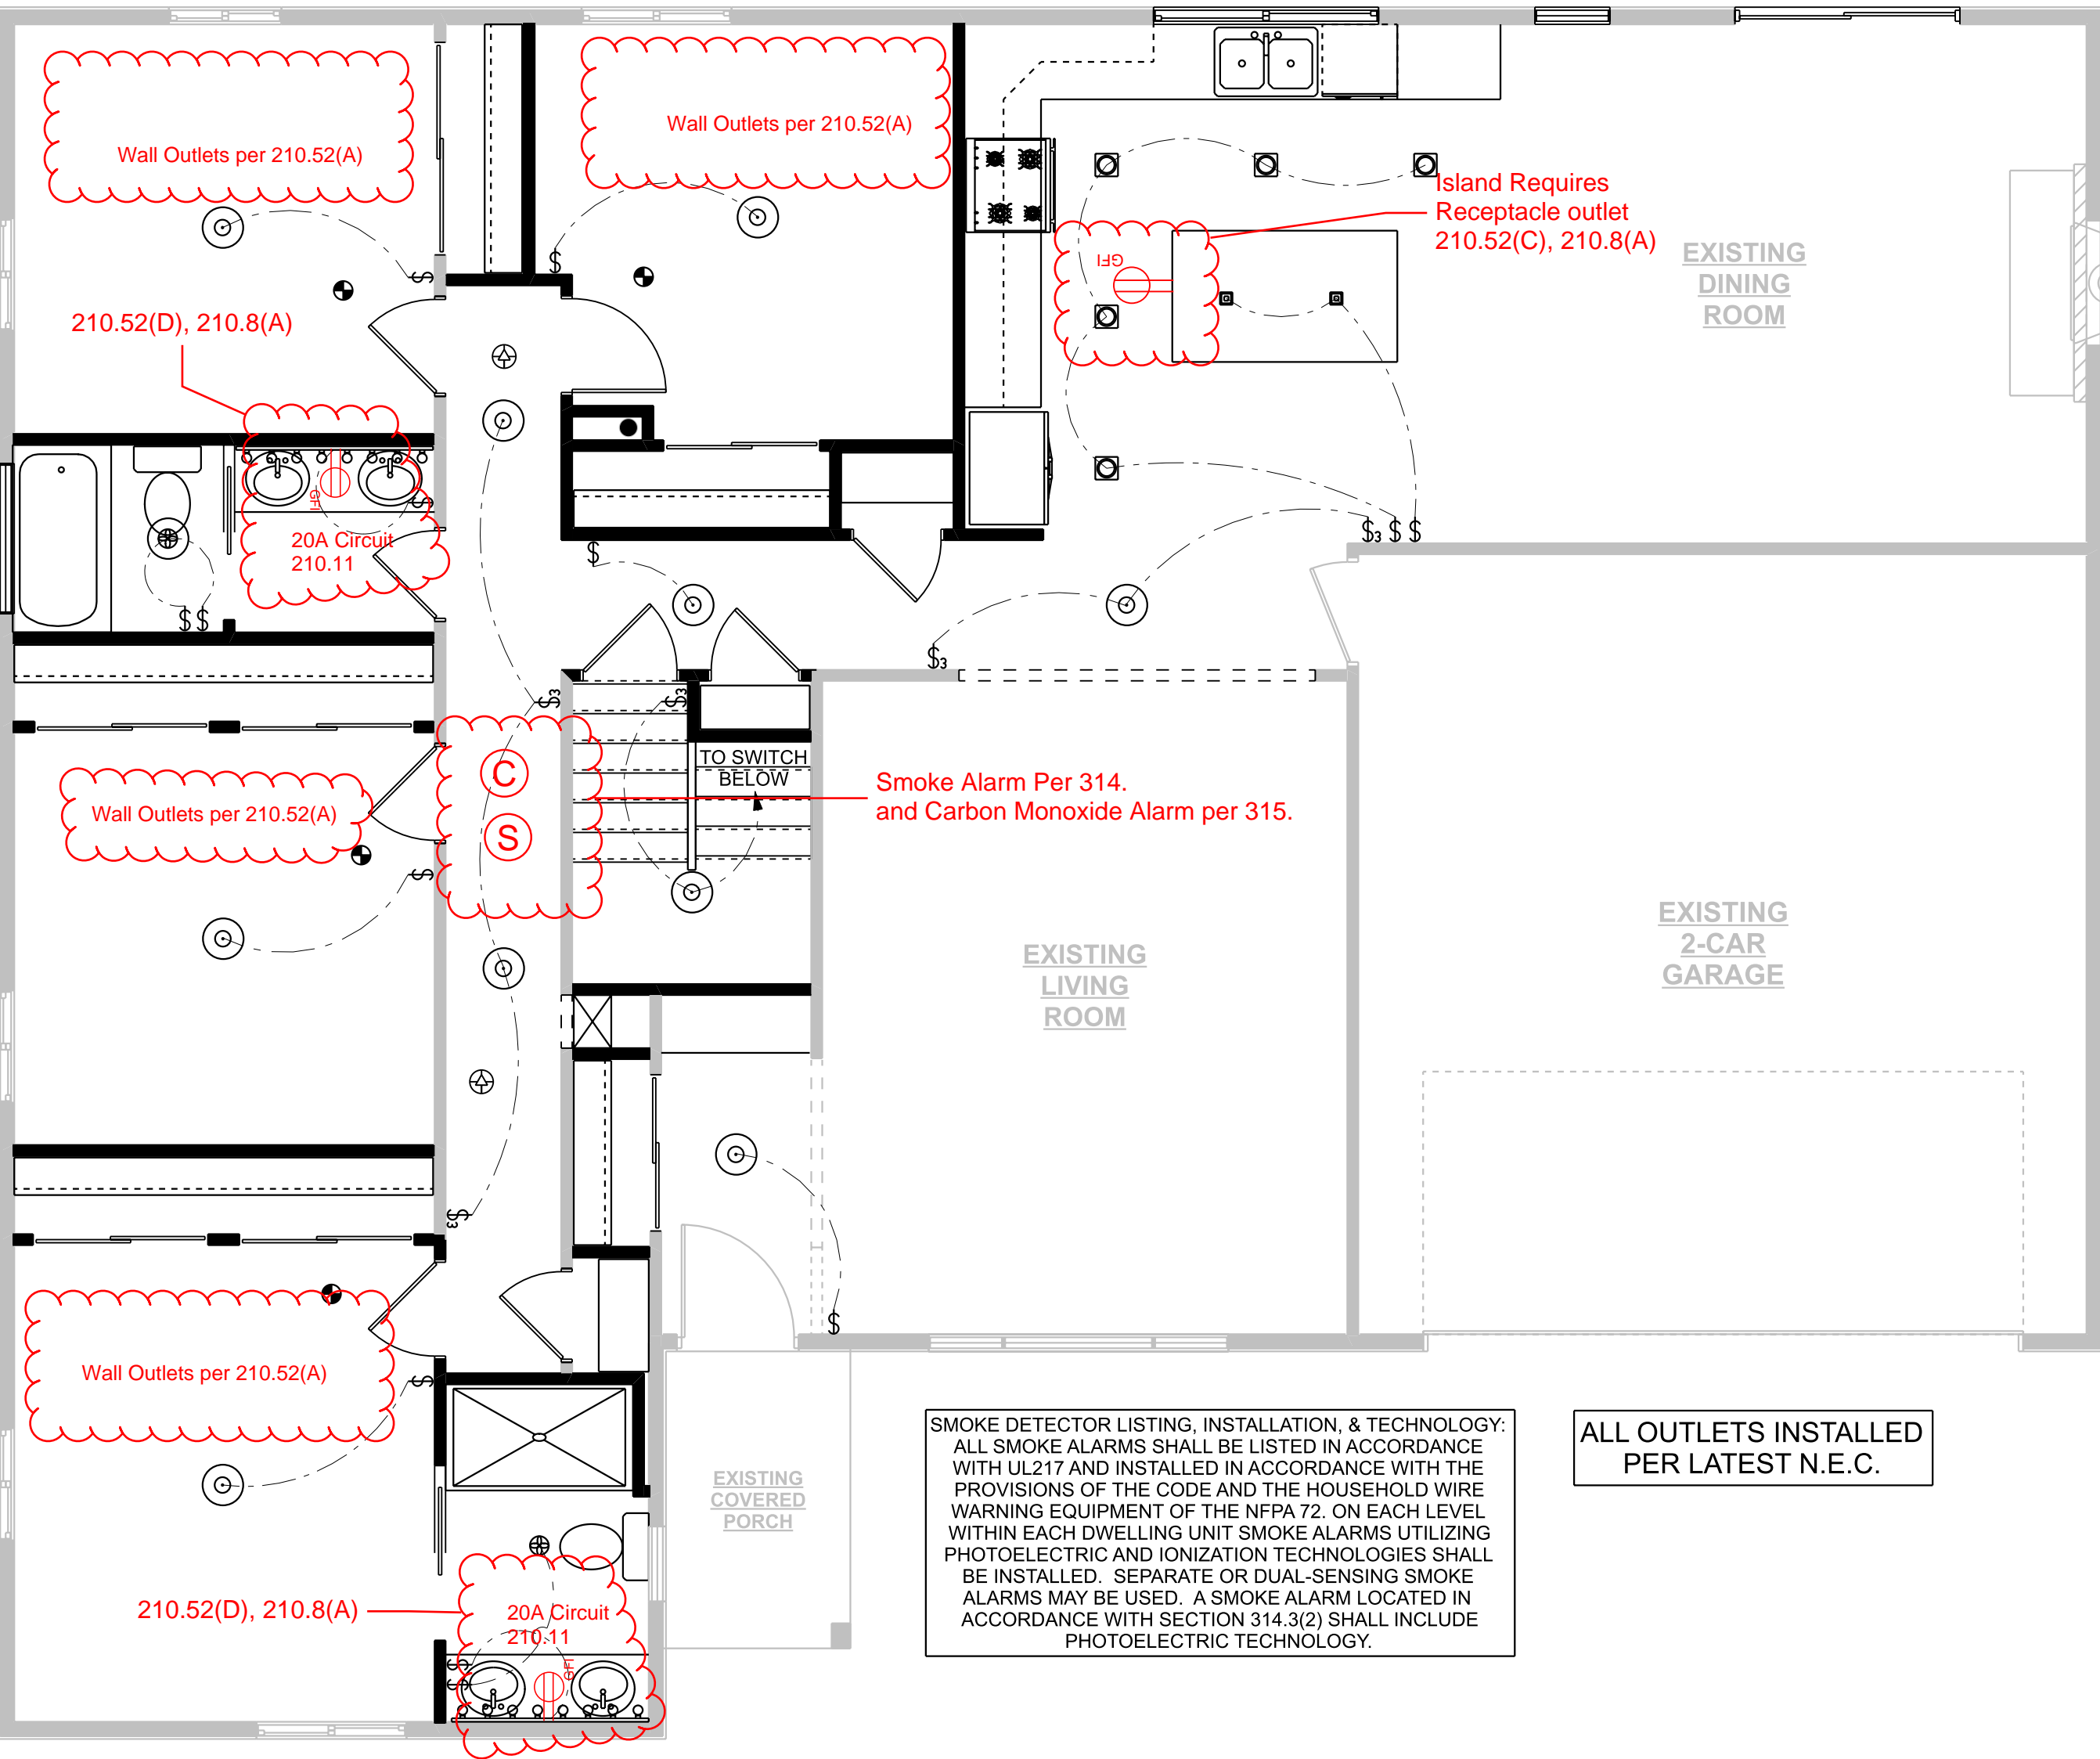 Wall Outlets per 210.52(A)
Wall Outlets per 210.52(A)
Island Requires
Receptacle outlet
210.52(C), 210.8(A)
GFI
EXISTING
DINING
ROOM
210.52(D), 210.8(A)
GFI
20A Circuit
210.11
$
$
$
$ $
$
$3 $ $
$3
$3
$3
TO SWITCH
BELOW
C
S
Smoke Alarm Per 314.
and Carbon Monoxide Alarm per 315.
Wall Outlets per 210.52(A)
$
EXISTING
LIVING
ROOM
EXISTING
2-CAR
GARAGE
$3
$
Wall Outlets per 210.52(A)
$
EXISTING
COVERED
PORCH
SMOKE DETECTOR LISTING, INSTALLATION, & TECHNOLOGY:
ALL SMOKE ALARMS SHALL BE LISTED IN ACCORDANCE
WITH UL217 AND INSTALLED IN ACCORDANCE WITH THE
PROVISIONS OF THE CODE AND THE HOUSEHOLD WIRE
WARNING EQUIPMENT OF THE NFPA 72. ON EACH LEVEL
WITHIN EACH DWELLING UNIT SMOKE ALARMS UTILIZING
PHOTOELECTRIC AND IONIZATION TECHNOLOGIES SHALL
BE INSTALLED. SEPARATE OR DUAL-SENSING SMOKE
ALARMS MAY BE USED. A SMOKE ALARM LOCATED IN
ACCORDANCE WITH SECTION 314.3(2) SHALL INCLUDE
PHOTOELECTRIC TECHNOLOGY.
ALL OUTLETS INSTALLED
PER LATEST N.E.C.
210.52(D), 210.8(A)
20A Circuit
210.11
$
$
GFI